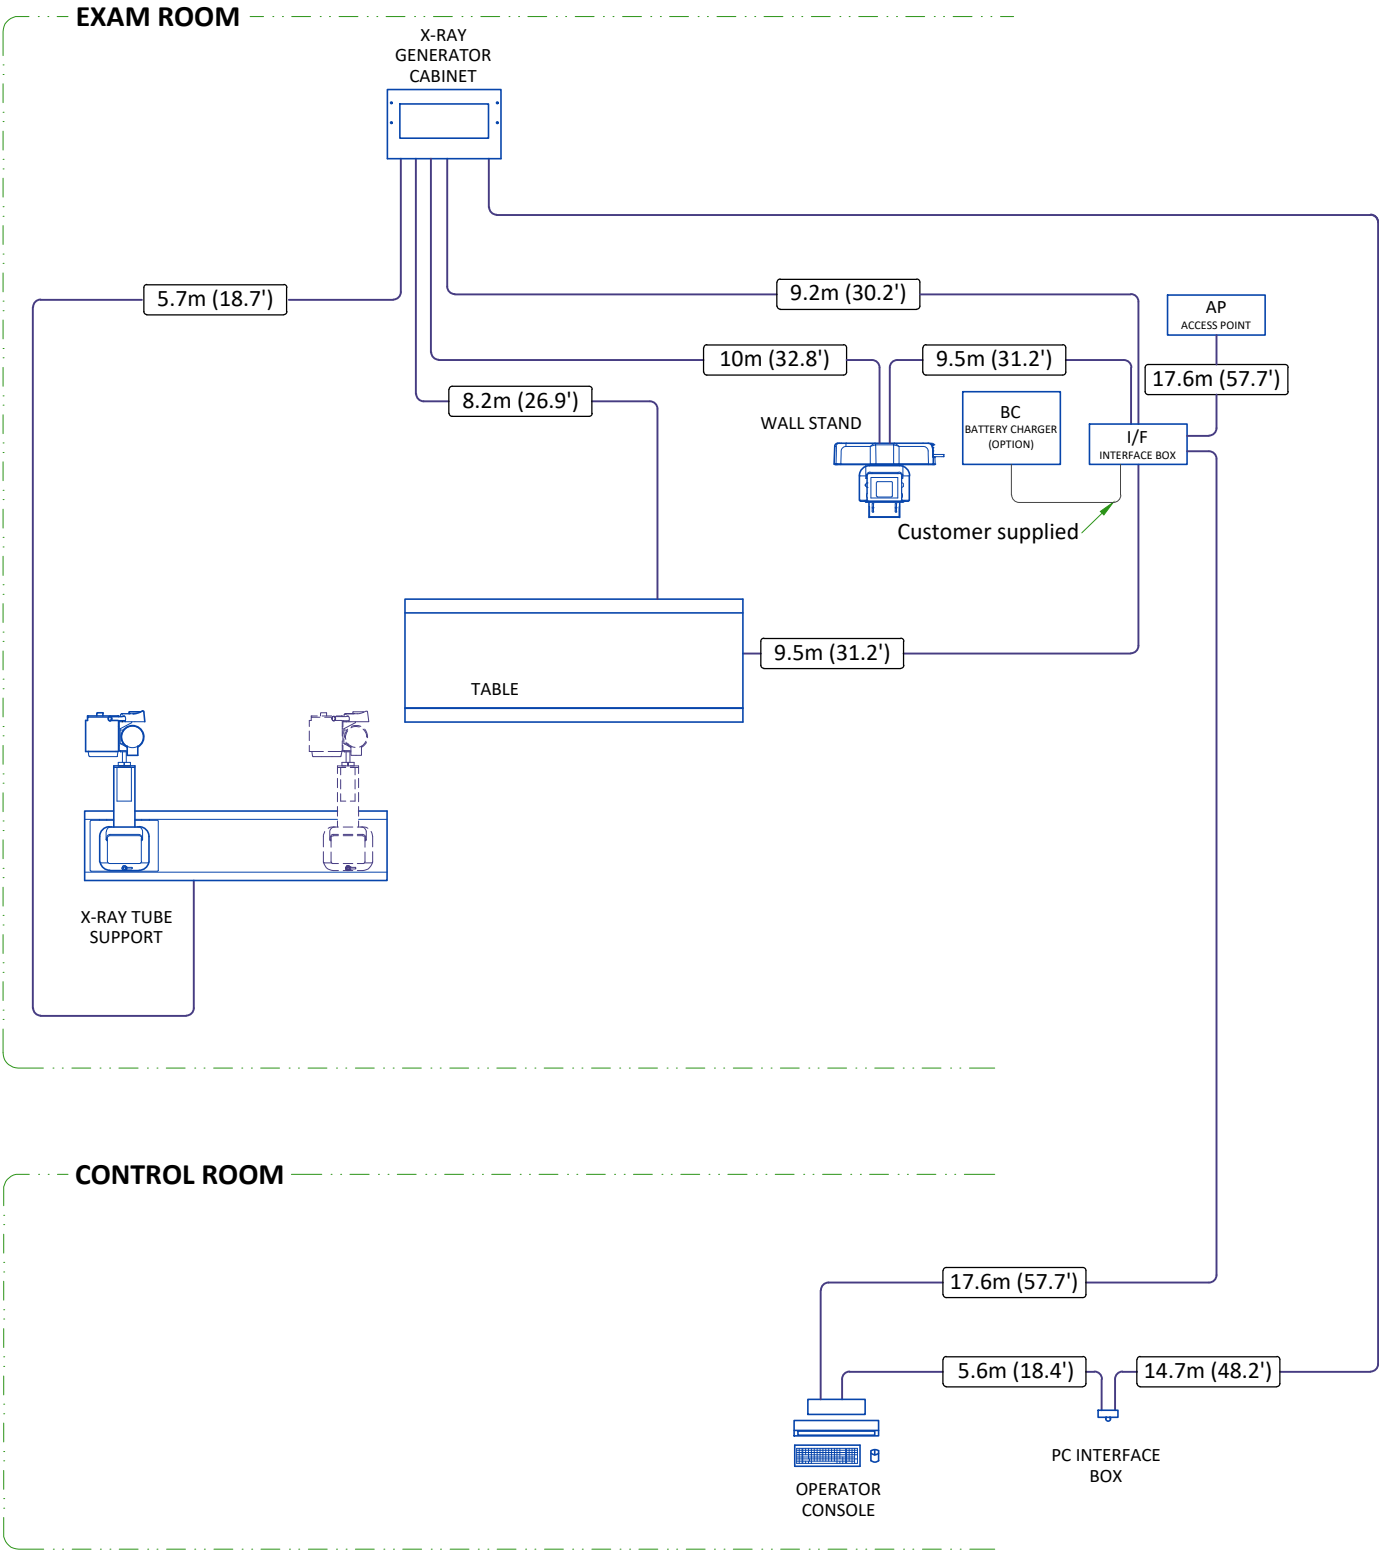 EXAM ROOM
X-RAY
GENERATOR
CABINET
5.7m (18.7')
9.2m (30.2')
AP
ACCESS POINT
10m (32.8')
9.5m (31.2')
17.6m (57.7')
8.2m (26.9')
WALL STAND
BC
BATTERY CHARGER
(OPTION)
I/F
INTERFACE BOX
Customer supplied
9.5m (31.2')
TABLE
X-RAY TUBE
SUPPORT
CONTROL ROOM
17.6m (57.7')
5.6m (18.4')
14.7m (48.2')
PC INTERFACE
BOX
OPERATOR
CONSOLE